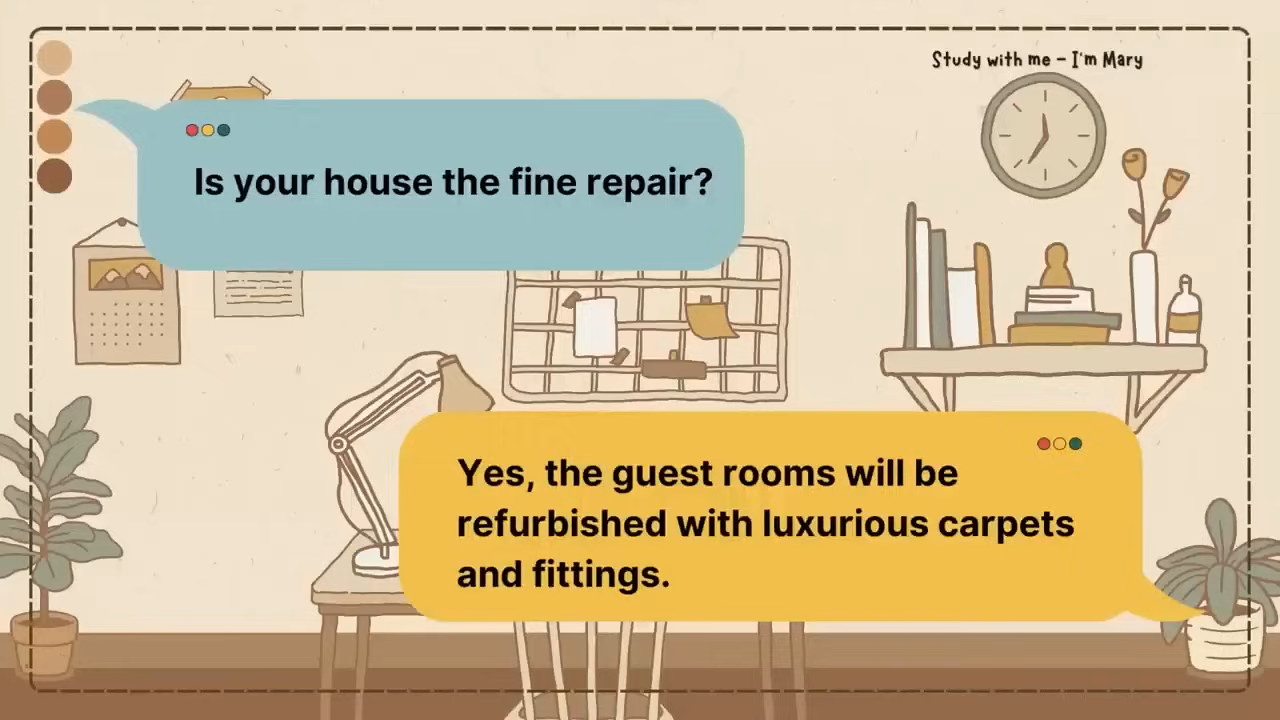 Study with me - I'm Mary
Is your house the fine repair?
Yes, the guest rooms will be
refurbished with luxurious carpets
and fittings.